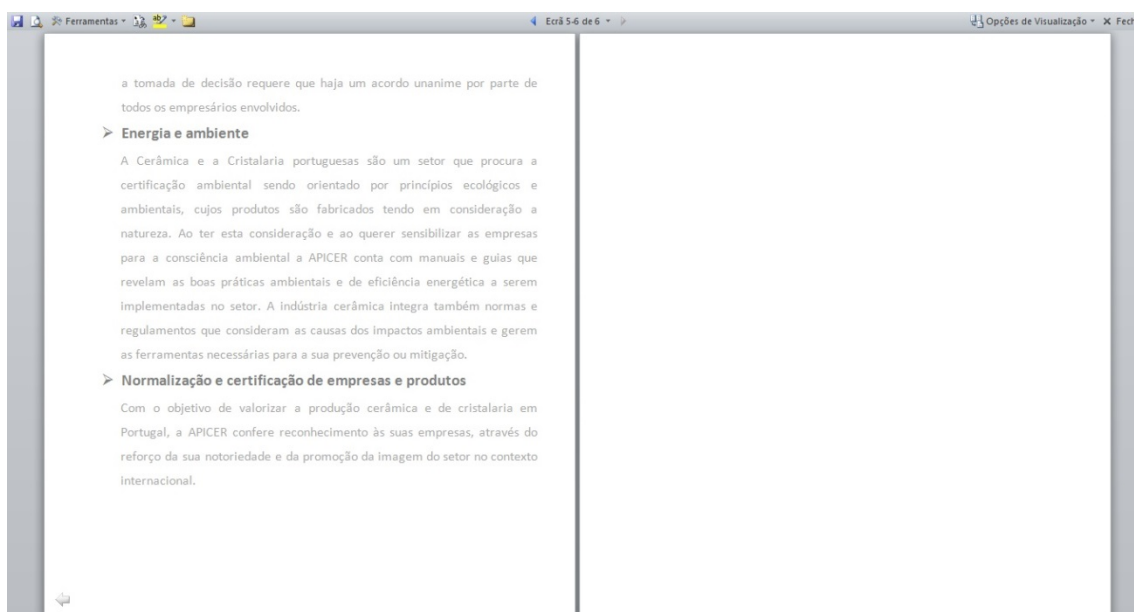 Ferramentas
Ecrã 5-6 de 6
Opções de Visualização
Fech
a tomada de decisão requere que haja um acordo unanime por parte de
todos os empresários envolvidos.
➢ Energia e ambiente
A Cerâmica e a Cristalaria portuguesas são um setor que procura a
certificação ambiental sendo orientado por princípios ecológicos e
ambientais, cujos produtos são fabricados tendo em consideração a
natureza. Ao ter esta consideração e ao querer sensibilizar as empresas
para a consciência ambiental a APICER conta com manuais e guias que
revelam as boas práticas ambientais e de eficiência energética a serem
implementadas no setor. A indústria cerâmica integra também normas e
regulamentos que consideram as causas dos impactos ambientais e gerem
as ferramentas necessárias para a sua prevenção ou mitigação.
➢ Normalização e certificação de empresas e produtos
Com o objetivo de valorizar a produção cerâmica e de cristalaria em
Portugal, a APICER confere reconhecimento às suas empresas, através do
reforço da sua notoriedade e da promoção da imagem do setor no contexto
internacional.